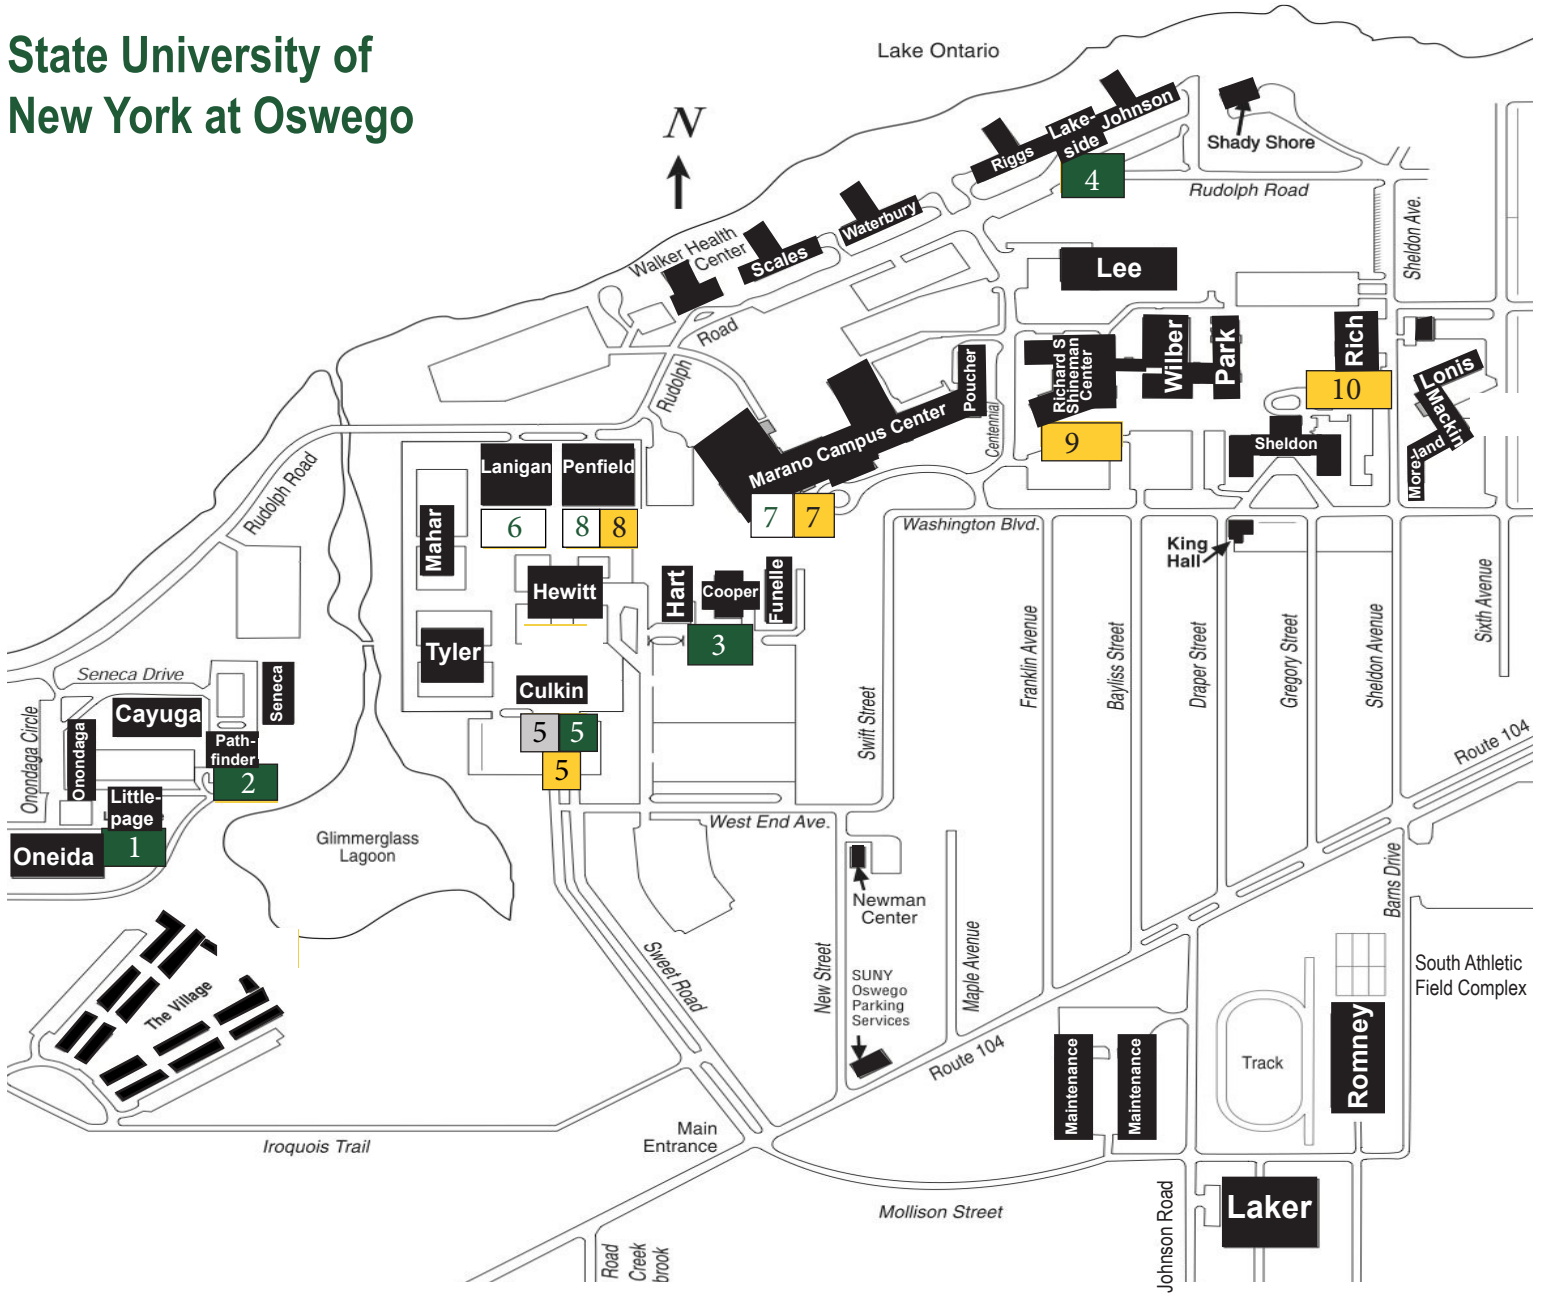 State University of
New York at Oswego
Lake Ontario
N
Shady Shore
Johnson
Lake-
side
Riggs
4
Rudolph Road
Sheldon Ave.
Waterbury
Walker Health
Center
Scales
Lee
Road
Rudolph
Poucher
Centennial
Richard S
Shineman
Center
Wilber
Park
Rich
10
Lonis
Mackin
More-land
Sheldon
9
Marano Campus Center
7
7
Washington Blvd.
King
Hall
Rudolph Road
Lanigan
Penfield
6
8
8
Mahar
Hewitt
Hart
Cooper
Funelle
3
Tyler
Culkin
5
5
5
Seneca Drive
Seneca
Cayuga
Onondaga Circle
Onondaga
Path-
finder
2
Little-
page
1
Oneida
Glimmerglass
Lagoon
Swift Street
Franklin Avenue
Bayliss Street
Draper Street
Gregory Street
Sheldon Avenue
Sixth Avenue
Route 104
West End Ave.
Newman
Center
Barns Drive
The Village
Sweet Road
New Street
SUNY
Oswego
Parking
Services
Maple Avenue
Route 104
South Athletic
Field Complex
Maintenance
Maintenance
Track
Romney
Main
Entrance
Iroquois Trail
Mollison Street
Johnson Road
Laker
Road
Creek
brook